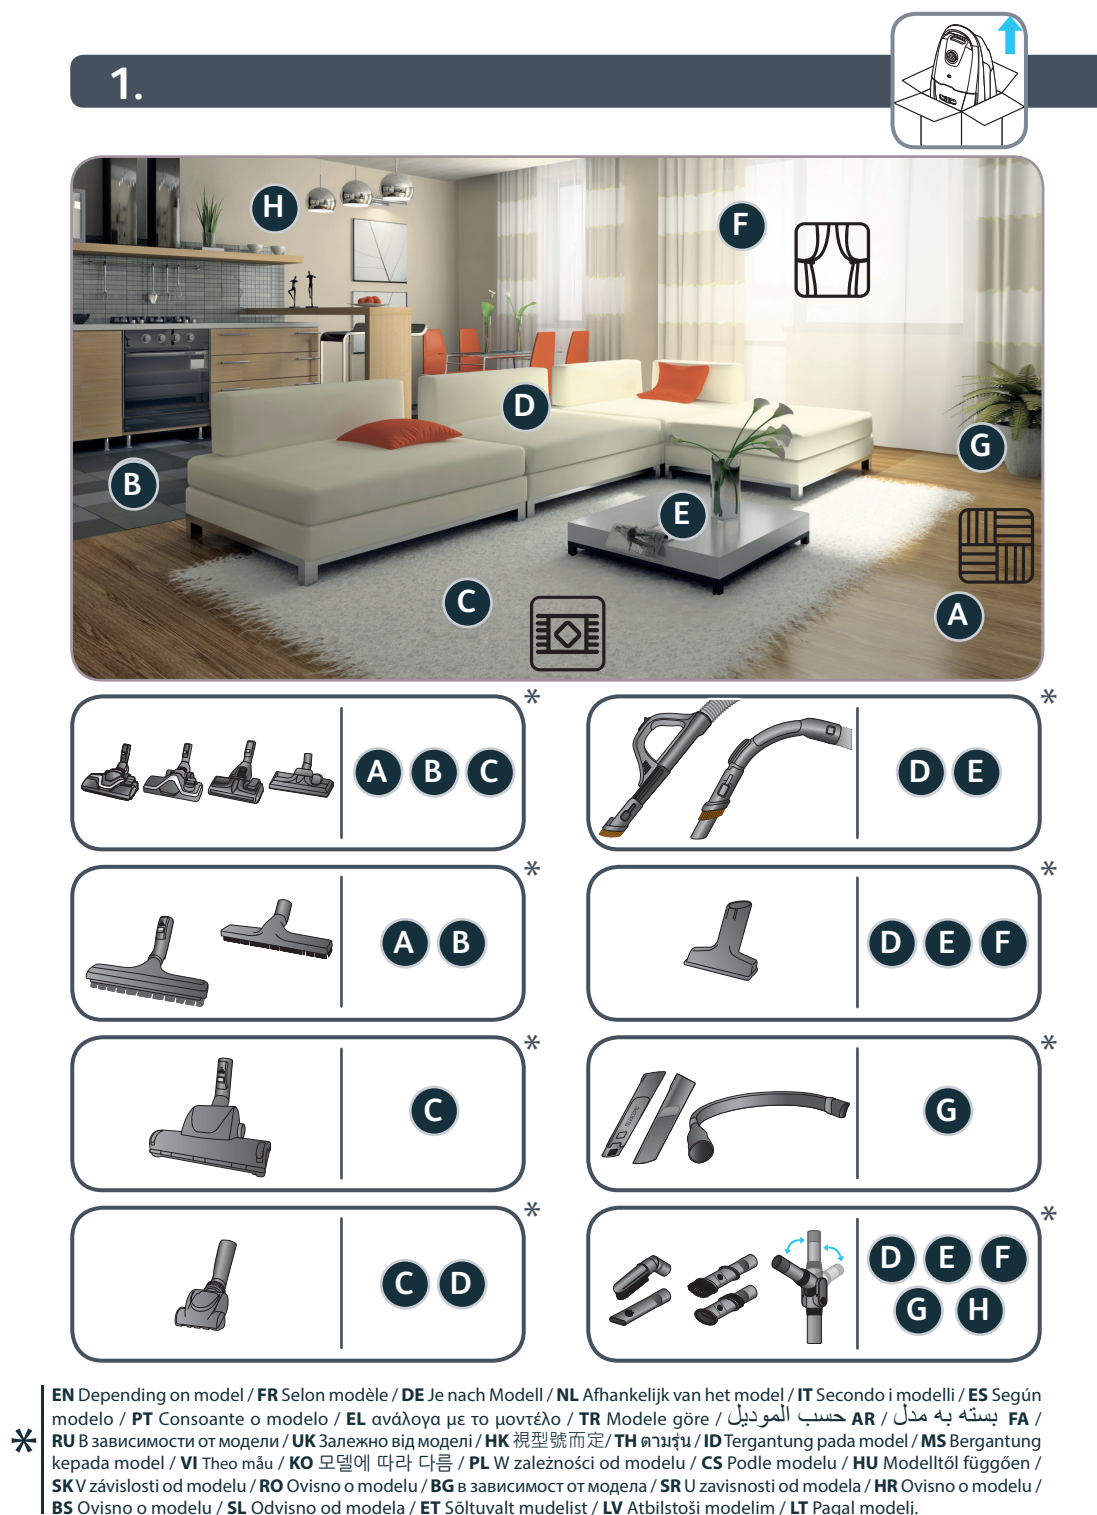 1.
H
F
D
G
B
E
C
A
A B C
D E
A B
D E F
C
G
C D
D E F
G H
* EN Depending on model / FR Selon modèle / DE Je nach Modell / NL Afhankelijk van het model / IT Secondo i modelli / ES Según
modelo / PT Consoante o modelo / EL ανάλογα με το μοντέλο / TR Modele göre / حسب الموديل AR / بسته به مدل FA /
RU В зависимости от модели / UK Залежно від моделі / HK 視型號而定/ TH ตามรุ่น / ID Tergantung pada model / MS Bergantung
kepada model / VI Theo mẫu / KO 모델에 따라 다름 / PL W zależności od modelu / CS Podle modelu / HU Modelltől függően /
SK V závislosti od modelu / RO Ovisno o modelu / BG в зависимост от модела / SR U zavisnosti od modela / HR Ovisno o modelu /
BS Ovisno o modelu / SL Odvisno od modela / ET Sõltuvalt mudelist / LV Atbilstoši modelim / LT Pagal modelį.